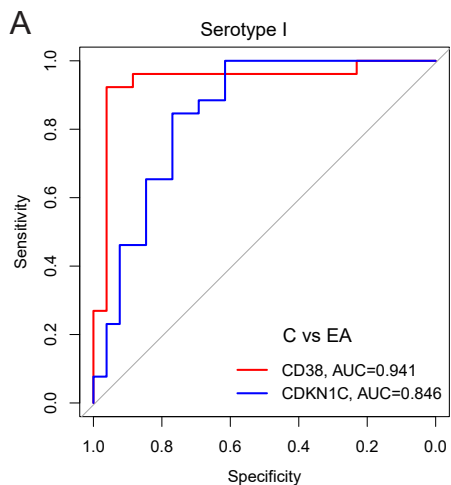 A
Serotype I
1.0
0.8
0.6
0.4
0.2
0.0
Sensitivity
C vs EA
CD38, AUC=0.941
CDKN1C, AUC=0.846
1.0 0.8 0.6 0.4 0.2 0.0
Specificity